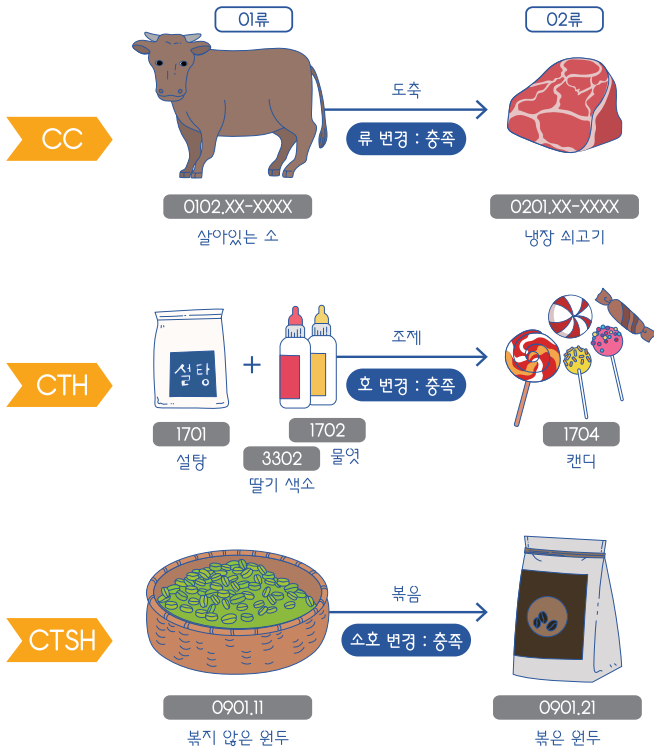 01류
02류
CC
도축
류 변경 : 충족
0102.XX-XXXX
0201.XX-XXXX
살아있는 소
냉장 쇠고기
CTH
설탕
+
조제
호 변경 : 충족
1701
1702
1704
설탕
3302
물엿
캔디
딸기 색소
CTSH
볶음
소호 변경 : 충족
0901.11
0901.21
볶지 않은 원두
볶은 원두